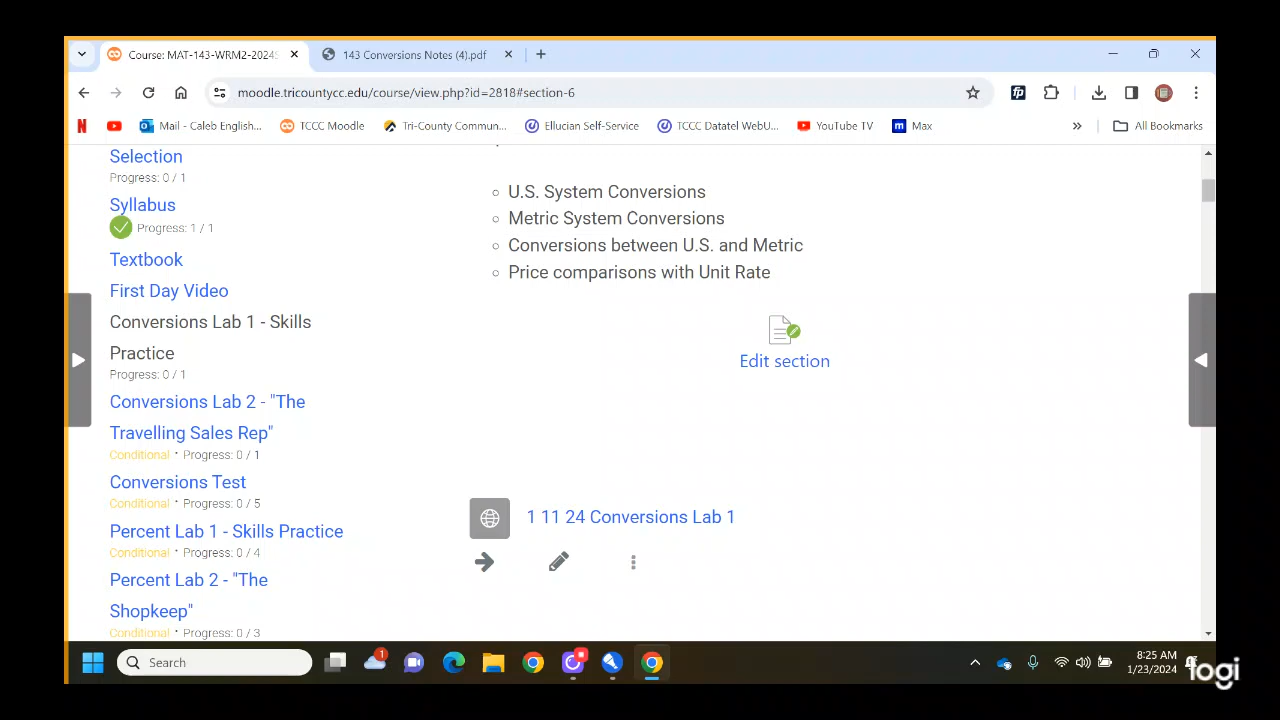 Course: MAT-143-WRM2-2024S
143 Conversions Notes (4).pdf
moodle.tricountycc.edu/course/view.php?id=2818#section-6
Mail - Caleb English...
TCCC Moodle
Tri-County Commun...
Ellucian Self-Service
TCCC Datatel WebU...
YouTube TV
Max
All Bookmarks
Selection
Progress: 0 / 1
Syllabus
Progress: 1 / 1
Textbook
First Day Video
Conversions Lab 1 - Skills
Practice
Progress: 0 / 1
Conversions Lab 2 - "The
Travelling Sales Rep"
Conditional · Progress: 0 / 1
Conversions Test
Conditional · Progress: 0 / 5
Percent Lab 1 - Skills Practice
Conditional · Progress: 0 / 4
Percent Lab 2 - "The
Shopkeep"
Conditional · Progress: 0 / 3
U.S. System Conversions
Metric System Conversions
Conversions between U.S. and Metric
Price comparisons with Unit Rate
Edit section
1 11 24 Conversions Lab 1
Search
1
8:25 AM
1/23/2024
logi